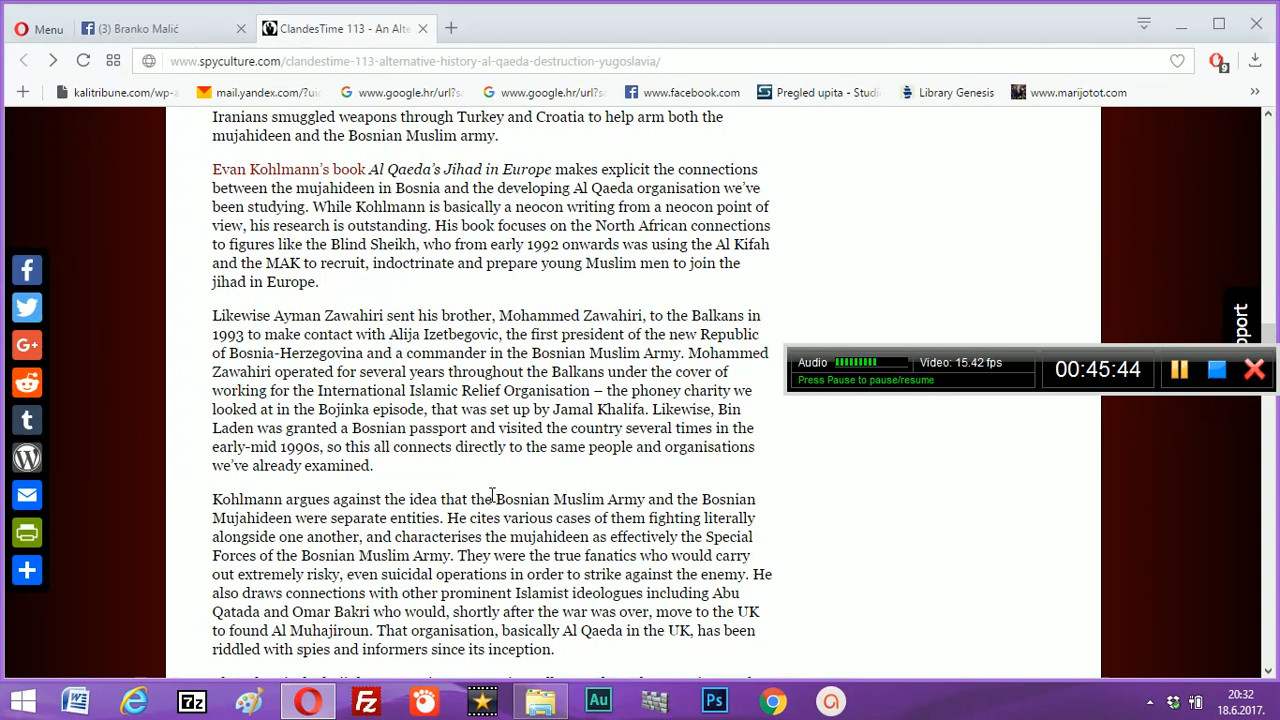 Menu
(3) Branko Malić
ClandesTime 113 - An Alte
www.spyculture.com/clandestime-113-alternative-history-al-qaeda-destruction-yugoslavia/
9
kalitribune.com/wp-
mail.yandex.com/?ui
www.google.hr/url?s
www.google.hr/url?s
www.facebook.com
Pregled upita - Studi
Library Genesis
www.marijotot.com
Iranians smuggled weapons through Turkey and Croatia to help arm both the
mujahideen and the Bosnian Muslim army.
Evan Kohlmann's book Al Qaeda's Jihad in Europe makes explicit the connections
between the mujahideen in Bosnia and the developing Al Qaeda organisation we've
been studying. While Kohlmann is basically a neocon writing from a neocon point of
view, his research is outstanding. His book focuses on the North African connections
to figures like the Blind Sheikh, who from early 1992 onwards was using the Al Kifah
and the MAK to recruit, indoctrinate and prepare young Muslim men to join the
jihad in Europe.
Likewise Ayman Zawahiri sent his brother, Mohammed Zawahiri, to the Balkans in
1993 to make contact with Alija Izetbegovic, the first president of the new Republic
of Bosnia-Herzegovina and a commander in the Bosnian Muslim Army. Mohammed
Zawahiri operated for several years throughout the Balkans under the cover of
working for the International Islamic Relief Organisation – the phoney charity we
looked at in the Bojinka episode, that was set up by Jamal Khalifa. Likewise, Bin
Laden was granted a Bosnian passport and visited the country several times in the
early-mid 1990s, so this all connects directly to the same people and organisations
we've already examined.
Kohlmann argues against the idea that the Bosnian Muslim Army and the Bosnian
Mujahideen were separate entities. He cites various cases of them fighting literally
alongside one another, and characterises the mujahideen as effectively the Special
Forces of the Bosnian Muslim Army. They were the true fanatics who would carry
out extremely risky, even suicidal operations in order to strike against the enemy. He
also draws connections with other prominent Islamist ideologues including Abu
Qatada and Omar Bakri who would, shortly after the war was over, move to the UK
to found Al Muhajiroun. That organisation, basically Al Qaeda in the UK, has been
riddled with spies and informers since its inception.
pport
Audio
Video: 15.42 fps
Press Pause to pause/resume
00:45:44
7z
Au
Ps
20:32
18.6.2017.